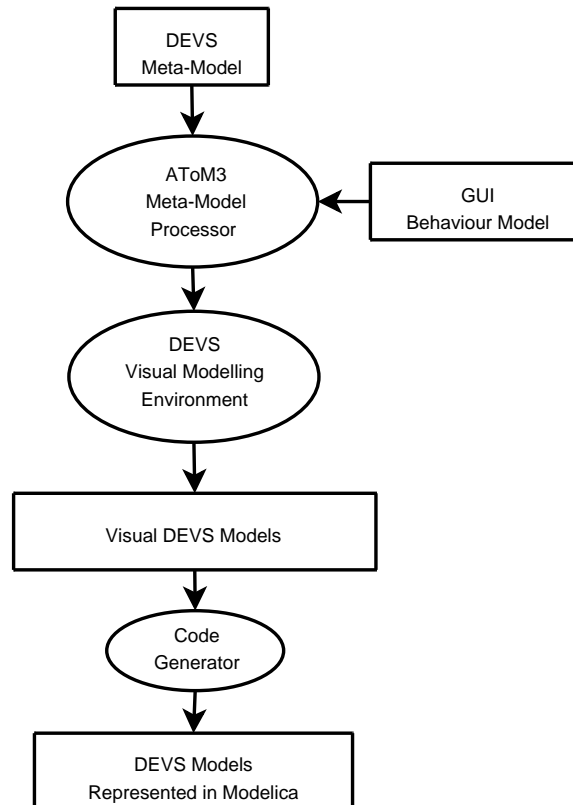 DEVS
Meta-Model
AToM3
Meta-Model
Processor
GUI
Behaviour Model
DEVS
Visual Modelling
Environment
Visual DEVS Models
Code
Generator
DEVS Models
Represented in Modelica